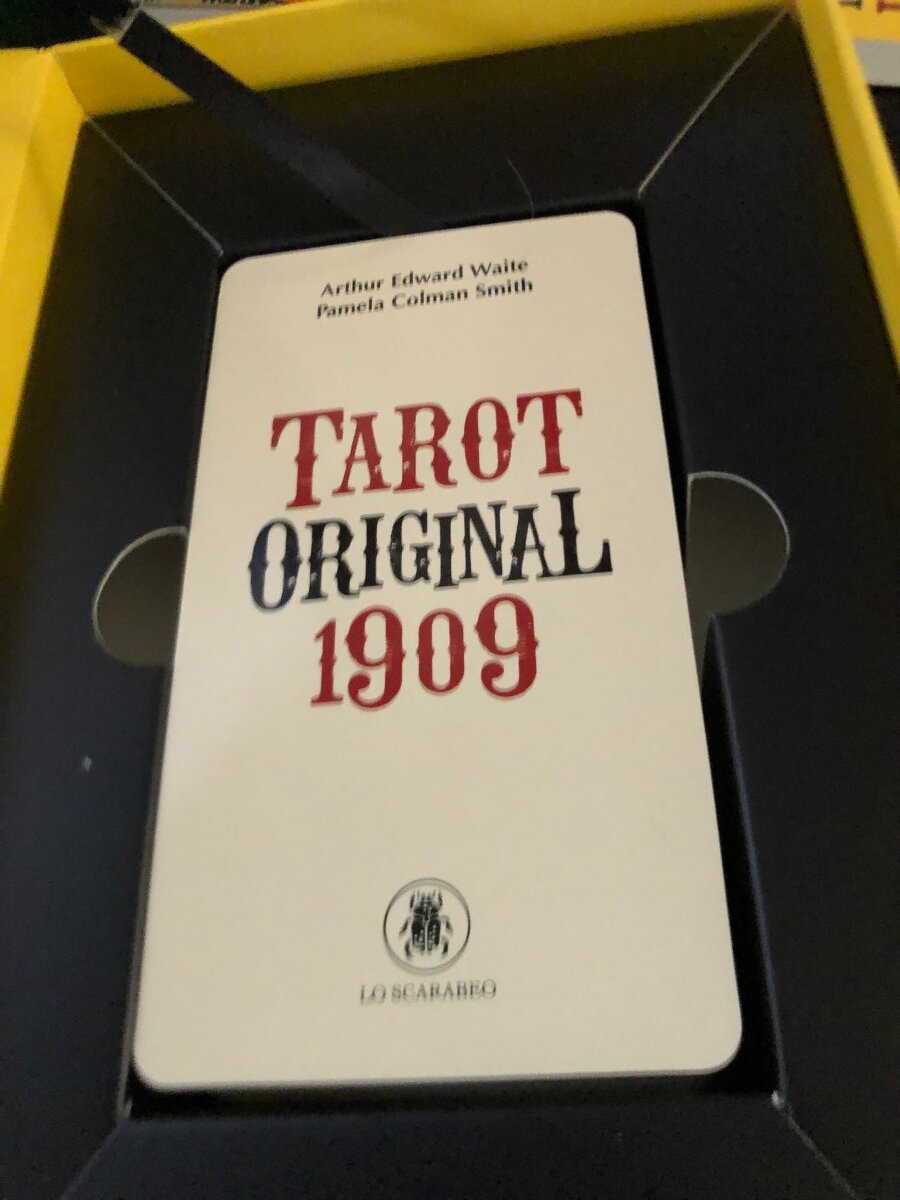 Arthur Edward Waite
Pamela Colman Smith
TAROT
ORIGINAL
1909
LO SCARABEO